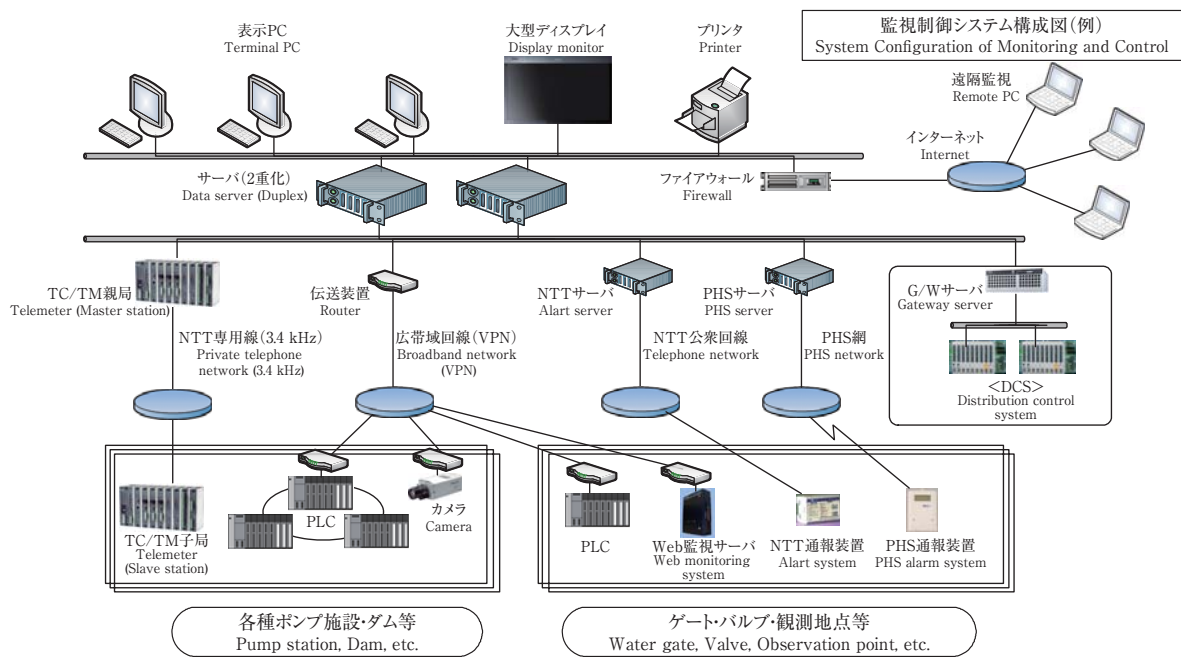 表示PC
Terminal PC
大型ディスプレイ
Display monitor
プリンタ
Printer
監視制御システム構成図(例)
System Configuration of Monitoring and Control
遠隔監視
Remote PC
インターネット
Internet
サーバ(2重化)
Data server (Duplex)
ファイアウォール
Firewall
TC/TM親局
Telemeter (Master station)
伝送装置
Router
NTTサーバ
Alart server
PHSサーバ
PHS server
G/Wサーバ
Gateway server
NTT専用線(3.4 kHz)
Private telephone
network (3.4 kHz)
広帯域回線(VPN)
Broadband network
(VPN)
NTT公衆回線
Telephone network
PHS網
PHS network
<DCS>
Distribution control
system
TC/TM子局
Telemeter
(Slave station)
PLC
カメラ
Camera
PLC
Web監視サーバ
Web monitoring
system
NTT通報装置
Alart system
PHS通報装置
PHS alarm system
各種ポンプ施設・ダム等
Pump station, Dam, etc.
ゲート・バルブ・観測地点等
Water gate, Valve, Observation point, etc.